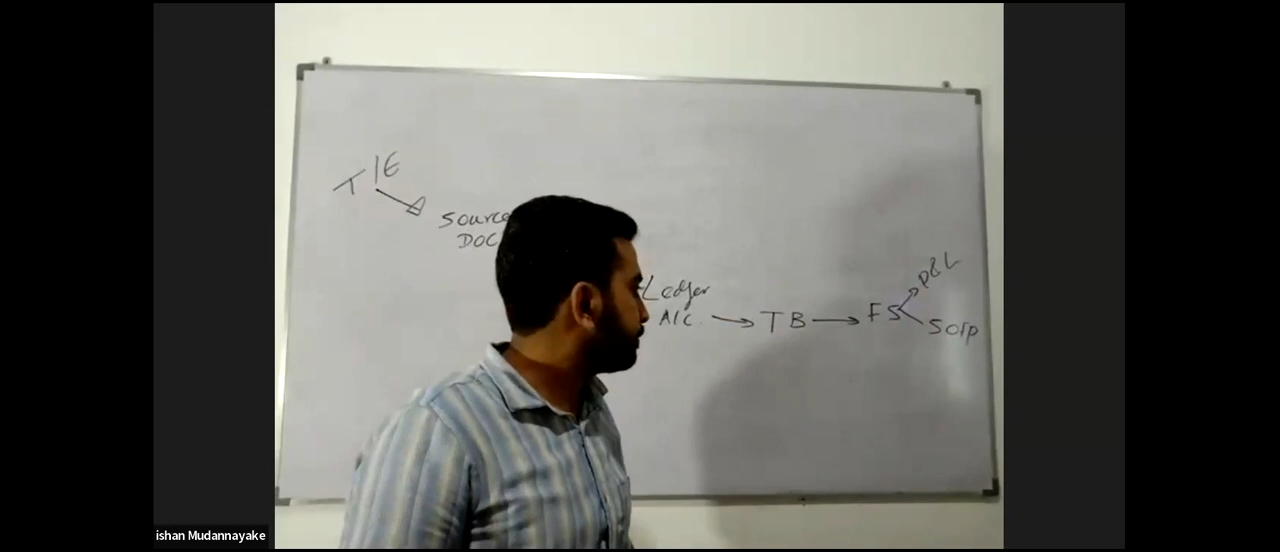 T/E
Source
DOC
Ledger
A/C.
TB
FS
P&L
SOFP
ishan Mudannayake